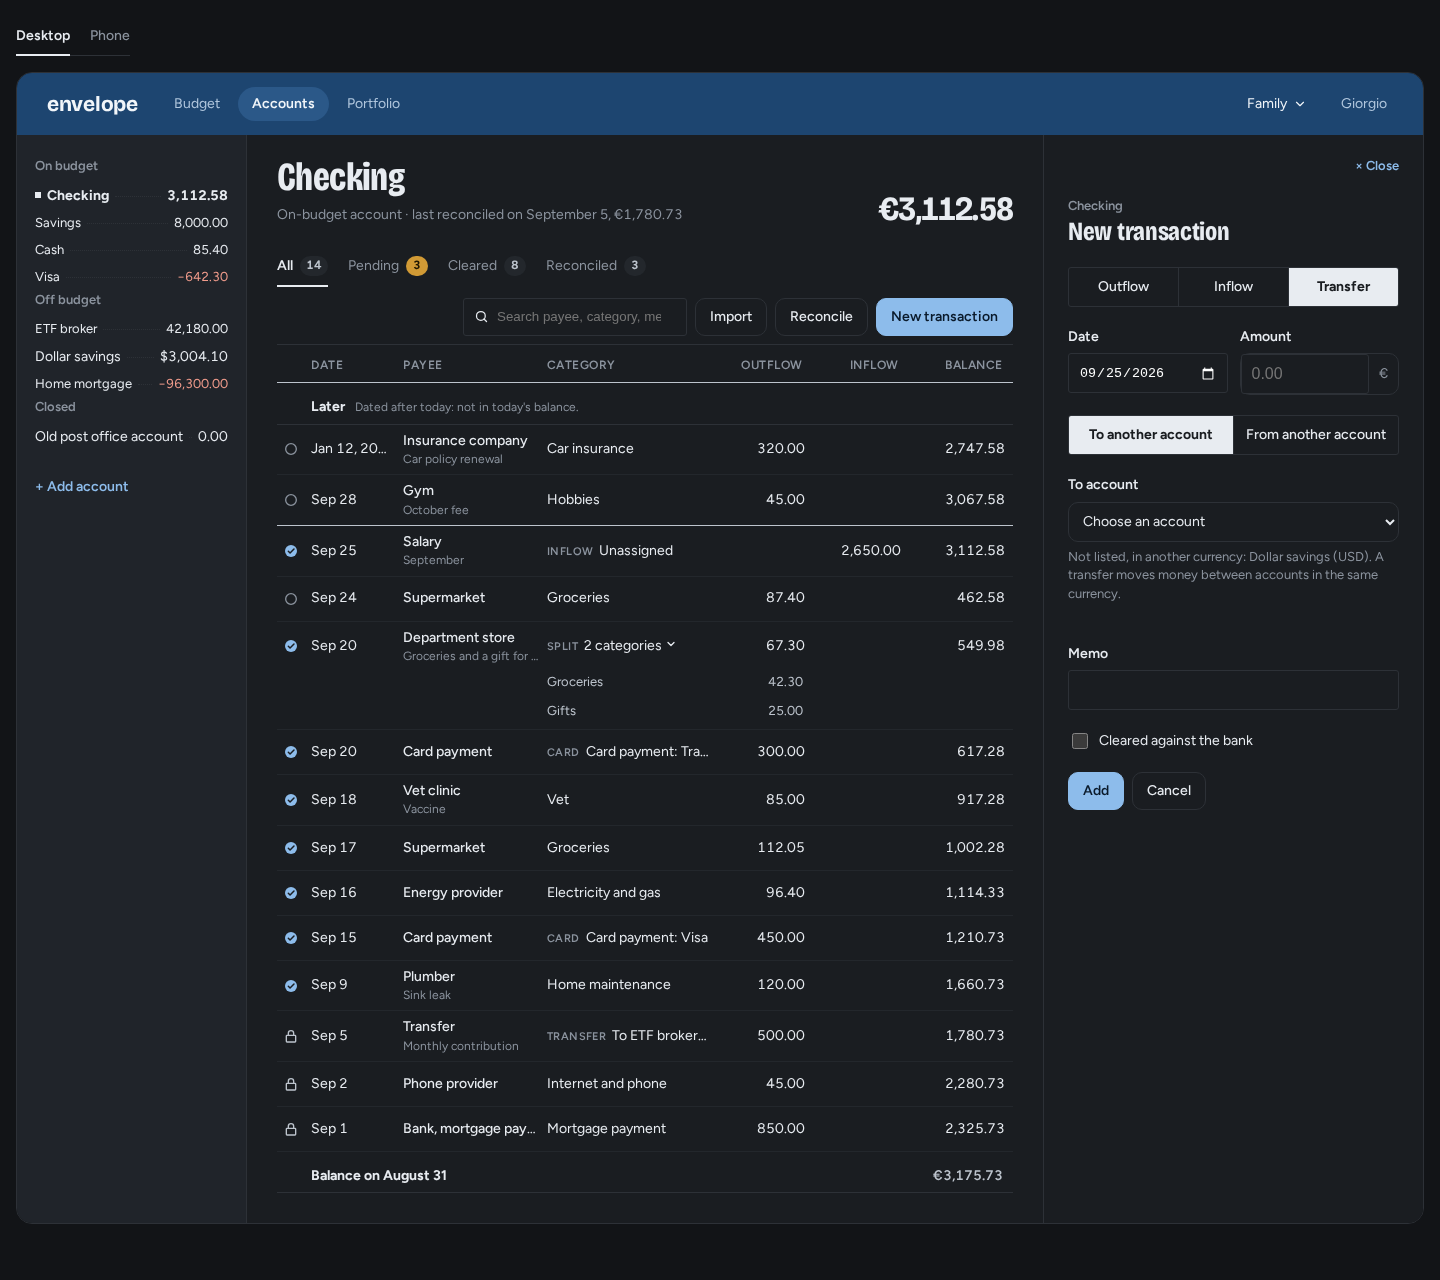 Desktop Phone
envelope Budget Accounts Portfolio Family Giorgio
On budget
Checking 3,112.58
Savings 8,000.00
Cash 85.40
Visa −642.30
Off budget
ETF broker 42,180.00
Dollar savings $3,004.10
Home mortgage −96,300.00
Closed
Old post office account 0.00
+ Add account
Checking
On-budget account · last reconciled on September 5, €1,780.73
€3,112.58
All 14 Pending 3 Cleared 8 Reconciled 3
Search payee, category, me
Import Reconcile New transaction
DATE PAYEE CATEGORY OUTFLOW INFLOW BALANCE
Later Dated after today: not in today's balance.
Jan 12, 20… Insurance company Car insurance 320.00 2,747.58
Car policy renewal
Sep 28 Gym Hobbies 45.00 3,067.58
October fee
Sep 25 Salary INFLOW Unassigned 2,650.00 3,112.58
September
Sep 24 Supermarket Groceries 87.40 462.58
Sep 20 Department store SPLIT 2 categories 67.30 549.98
Groceries and a gift for …
Groceries 42.30
Gifts 25.00
Sep 20 Card payment CARD Card payment: Tra… 300.00 617.28
Sep 18 Vet clinic Vet 85.00 917.28
Vaccine
Sep 17 Supermarket Groceries 112.05 1,002.28
Sep 16 Energy provider Electricity and gas 96.40 1,114.33
Sep 15 Card payment CARD Card payment: Visa 450.00 1,210.73
Sep 9 Plumber Home maintenance 120.00 1,660.73
Sink leak
Sep 5 Transfer TRANSFER To ETF broker… 500.00 1,780.73
Monthly contribution
Sep 2 Phone provider Internet and phone 45.00 2,280.73
Sep 1 Bank, mortgage pay… Mortgage payment 850.00 2,325.73
Balance on August 31 €3,175.73
× Close
Checking
New transaction
Outflow Inflow Transfer
Date Amount
09/25/2026 0.00 €
To another account From another account
To account
Choose an account
Not listed, in another currency: Dollar savings (USD). A
transfer moves money between accounts in the same
currency.
Memo
Cleared against the bank
Add Cancel